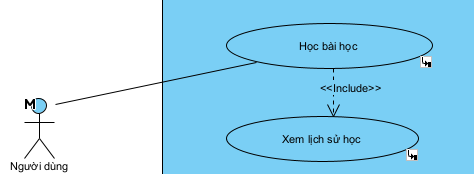 Học bài học
<<Include>>
M
Xem lịch sử học
Người dùng